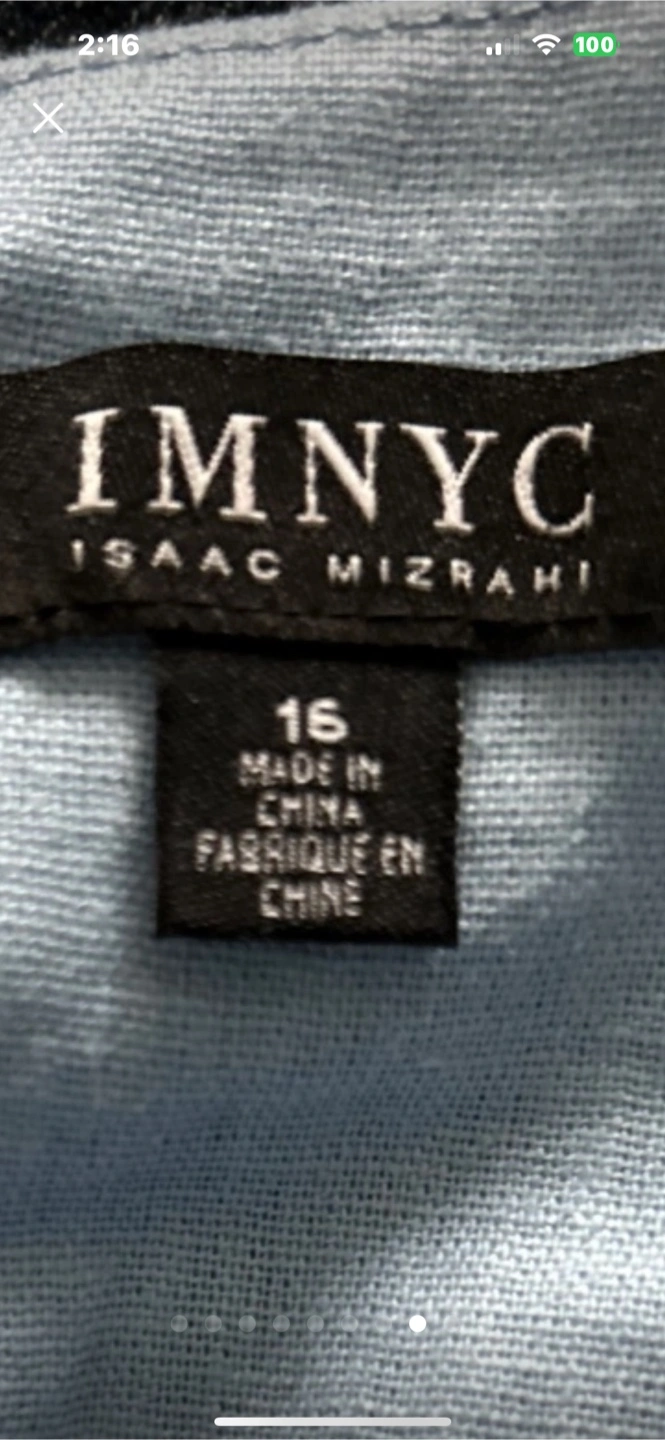 2:16
100
IMNYC
ISAAC MIZRAHI
16
MADE IN
CHINA
FABRIQUE EN
CHINE